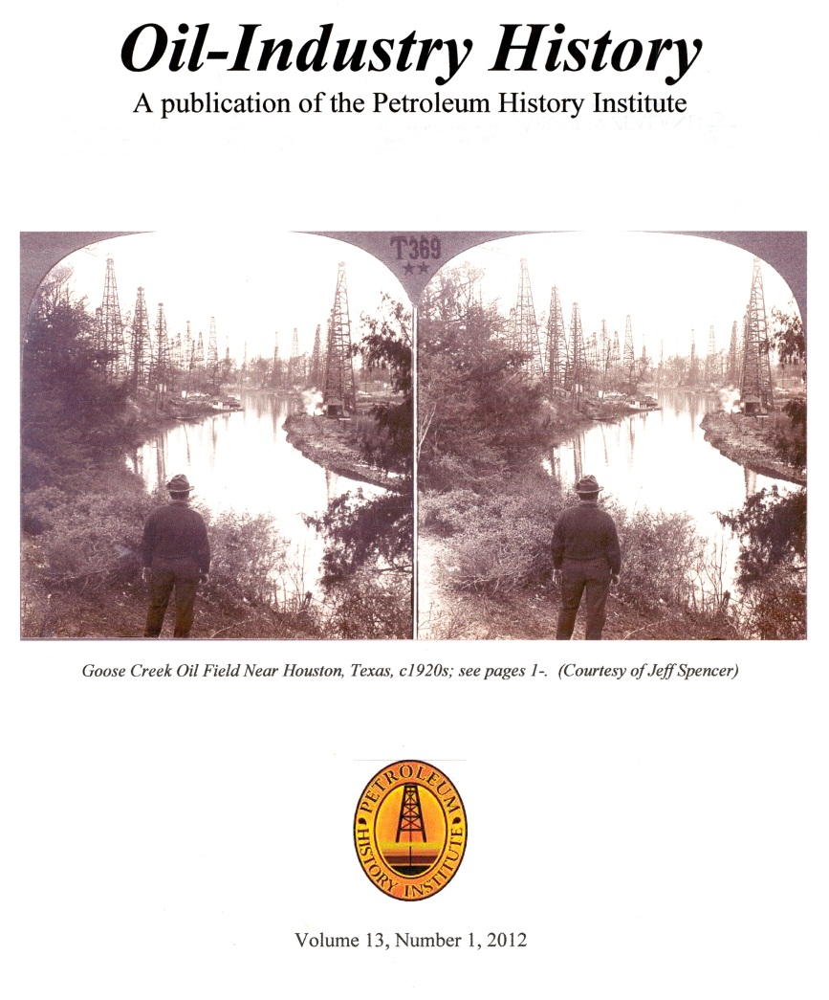 Oil-Industry History
A publication of the Petroleum History Institute
T369
Goose Creek Oil Field Near Houston, Texas, c1920s; see pages 1-. (Courtesy of Jeff Spencer)
PETROLEUM
HISTORY INSTITUTE
Volume 13, Number 1, 2012